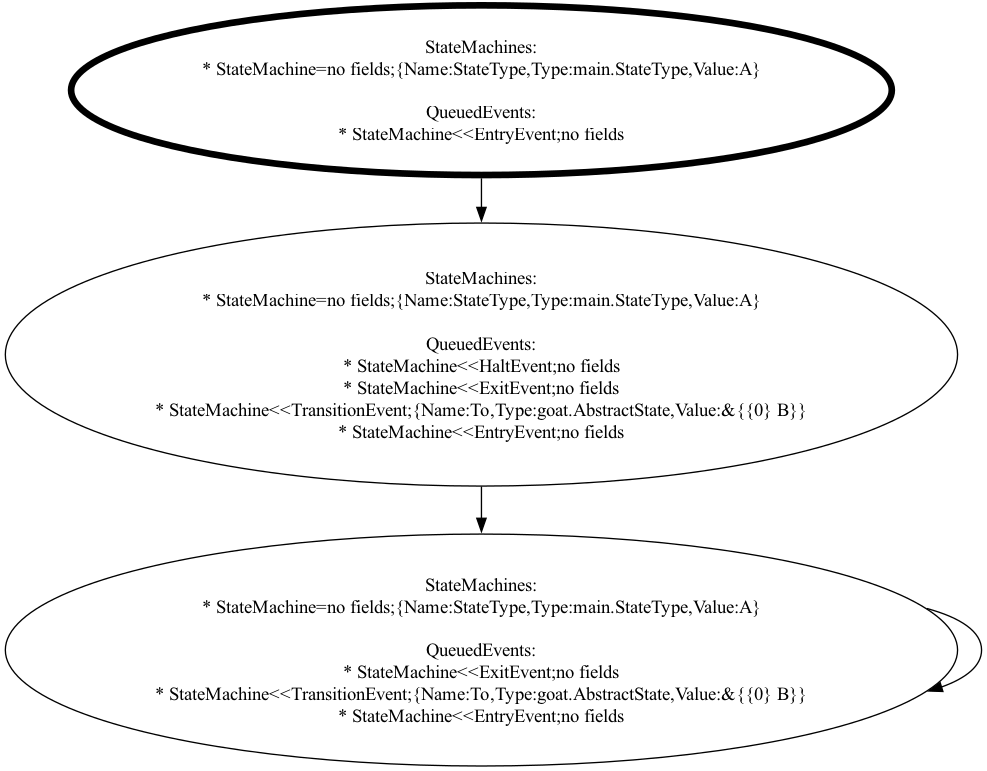 StateMachines:
* StateMachine=no fields;{Name:StateType,Type:main.StateType,Value:A}
QueuedEvents:
* StateMachine<<EntryEvent;no fields
StateMachines:
* StateMachine=no fields;{Name:StateType,Type:main.StateType,Value:A}
QueuedEvents:
* StateMachine<<HaltEvent;no fields
* StateMachine<<ExitEvent;no fields
* StateMachine<<TransitionEvent;{Name:To,Type:goat.AbstractState,Value:&{{0} B}}
* StateMachine<<EntryEvent;no fields
StateMachines:
* StateMachine=no fields;{Name:StateType,Type:main.StateType,Value:A}
QueuedEvents:
* StateMachine<<ExitEvent;no fields
* StateMachine<<TransitionEvent;{Name:To,Type:goat.AbstractState,Value:&{{0} B}}
* StateMachine<<EntryEvent;no fields